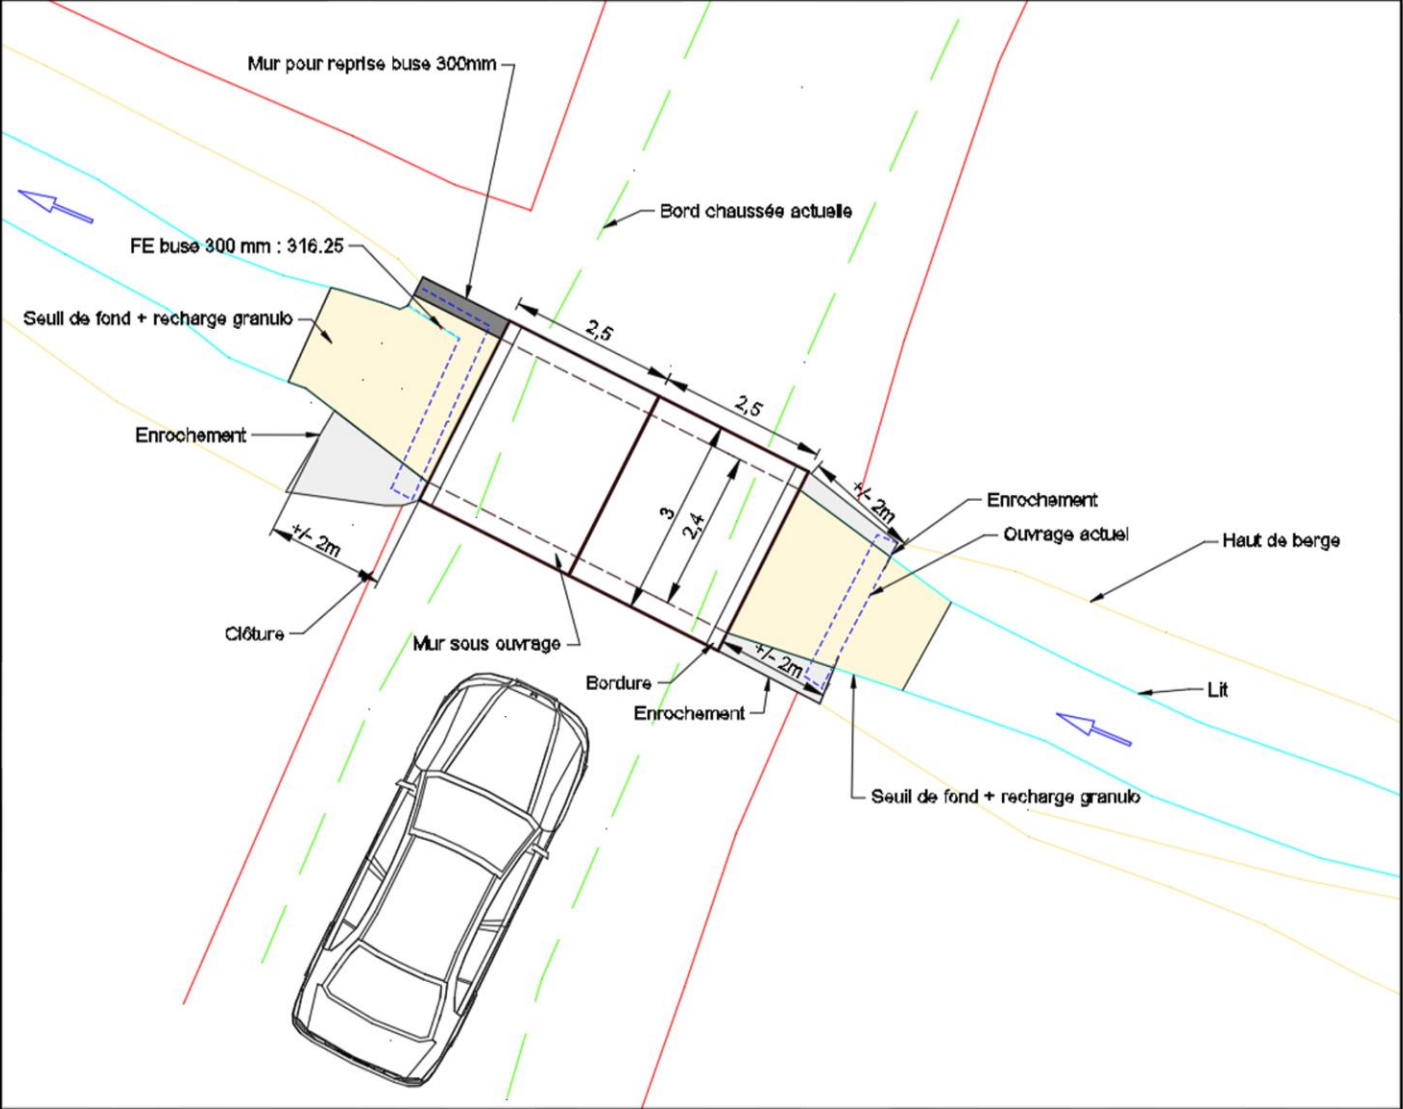 Mur pour reprise buse 300mm
Bord chaussée actuelle
FE buse 300 mm : 316.25
Seuil de fond + recharge granulo
2,5
2,5
Enrochement
+/- 2m
3
2,4
+/- 2m
Enrochement
Ouvrage actuel
Haut de berge
Clôture
Mur sous ouvrage
+/- 2m
Bordure
Enrochement
Lit
Seuil de fond + recharge granulo